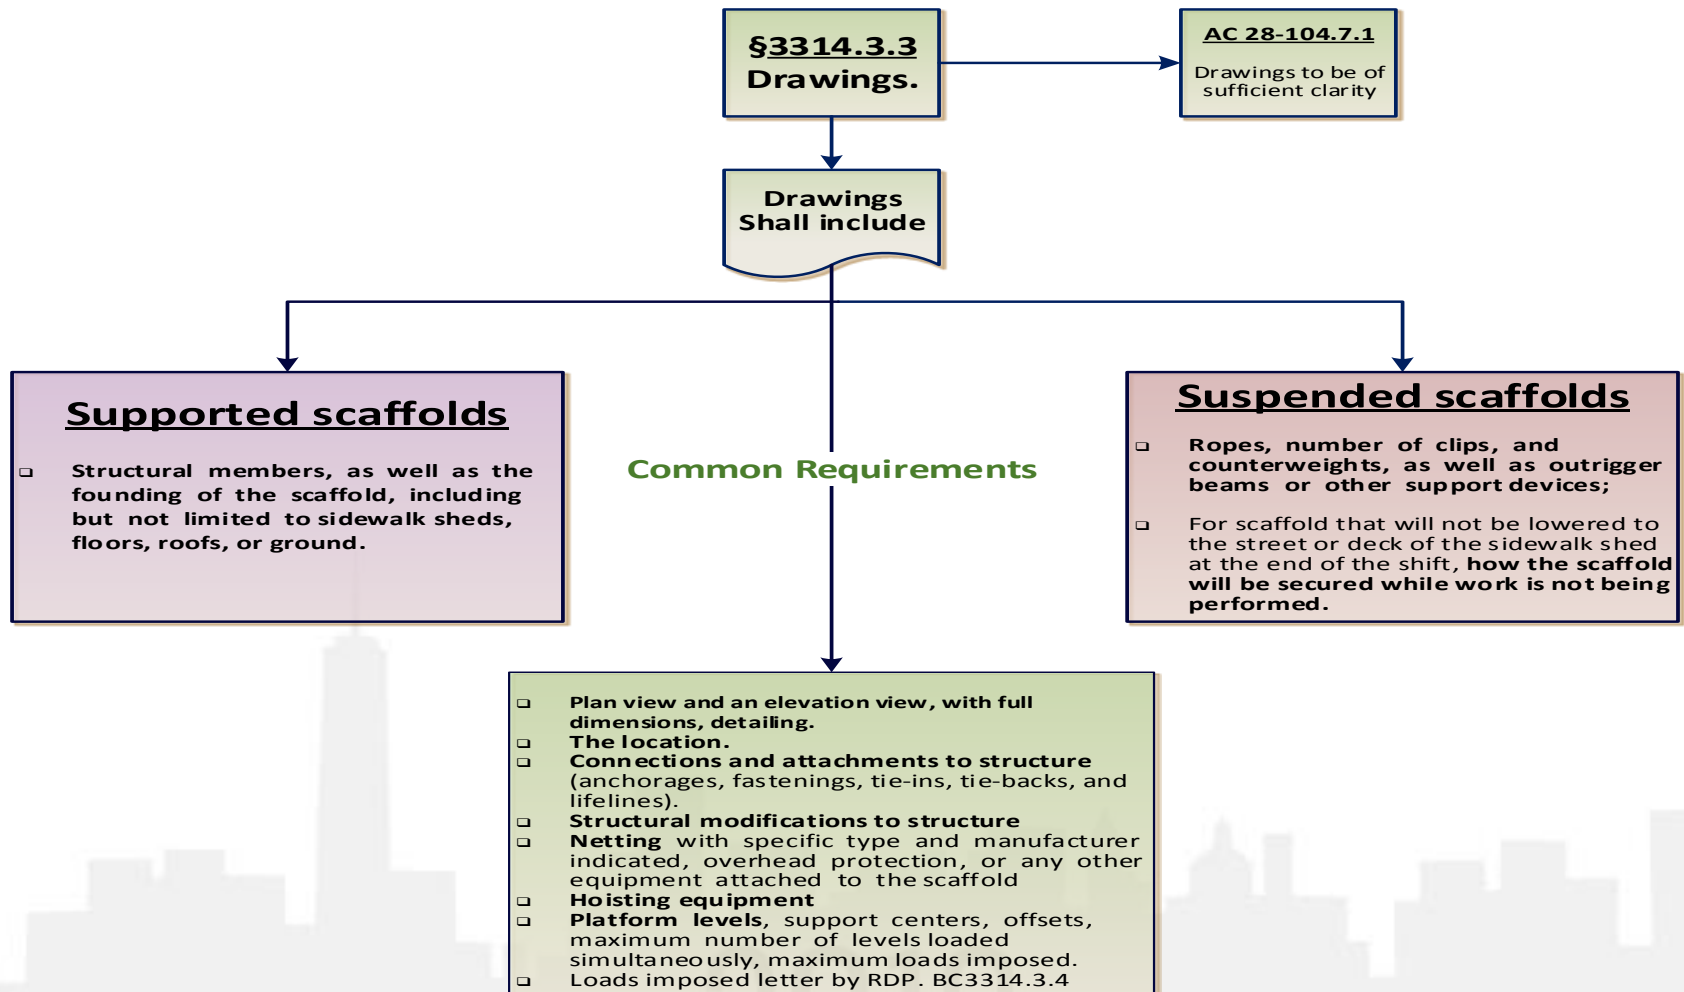 §3314.3.3
Drawings.
AC 28-104.7.1
Drawings to be of
sufficient clarity
Drawings
Shall include
Supported scaffolds
❑ Structural members, as well as the
founding of the scaffold, including
but not limited to sidewalk sheds,
floors, roofs, or ground.
Common Requirements
Suspended scaffolds
❑ Ropes, number of clips, and
counterweights, as well as outrigger
beams or other support devices;
❑ For scaffold that will not be lowered to
the street or deck of the sidewalk shed
at the end of the shift, how the scaffold
will be secured while work is not being
performed.
❑ Plan view and an elevation view, with full
dimensions, detailing.
❑ The location.
❑ Connections and attachments to structure
(anchorages, fastenings, tie-ins, tie-backs, and
lifelines).
❑ Structural modifications to structure
❑ Netting with specific type and manufacturer
indicated, overhead protection, or any other
equipment attached to the scaffold
❑ Hoisting equipment
❑ Platform levels, support centers, offsets,
maximum number of levels loaded
simultaneously, maximum loads imposed.
❑ Loads imposed letter by RDP. BC3314.3.4